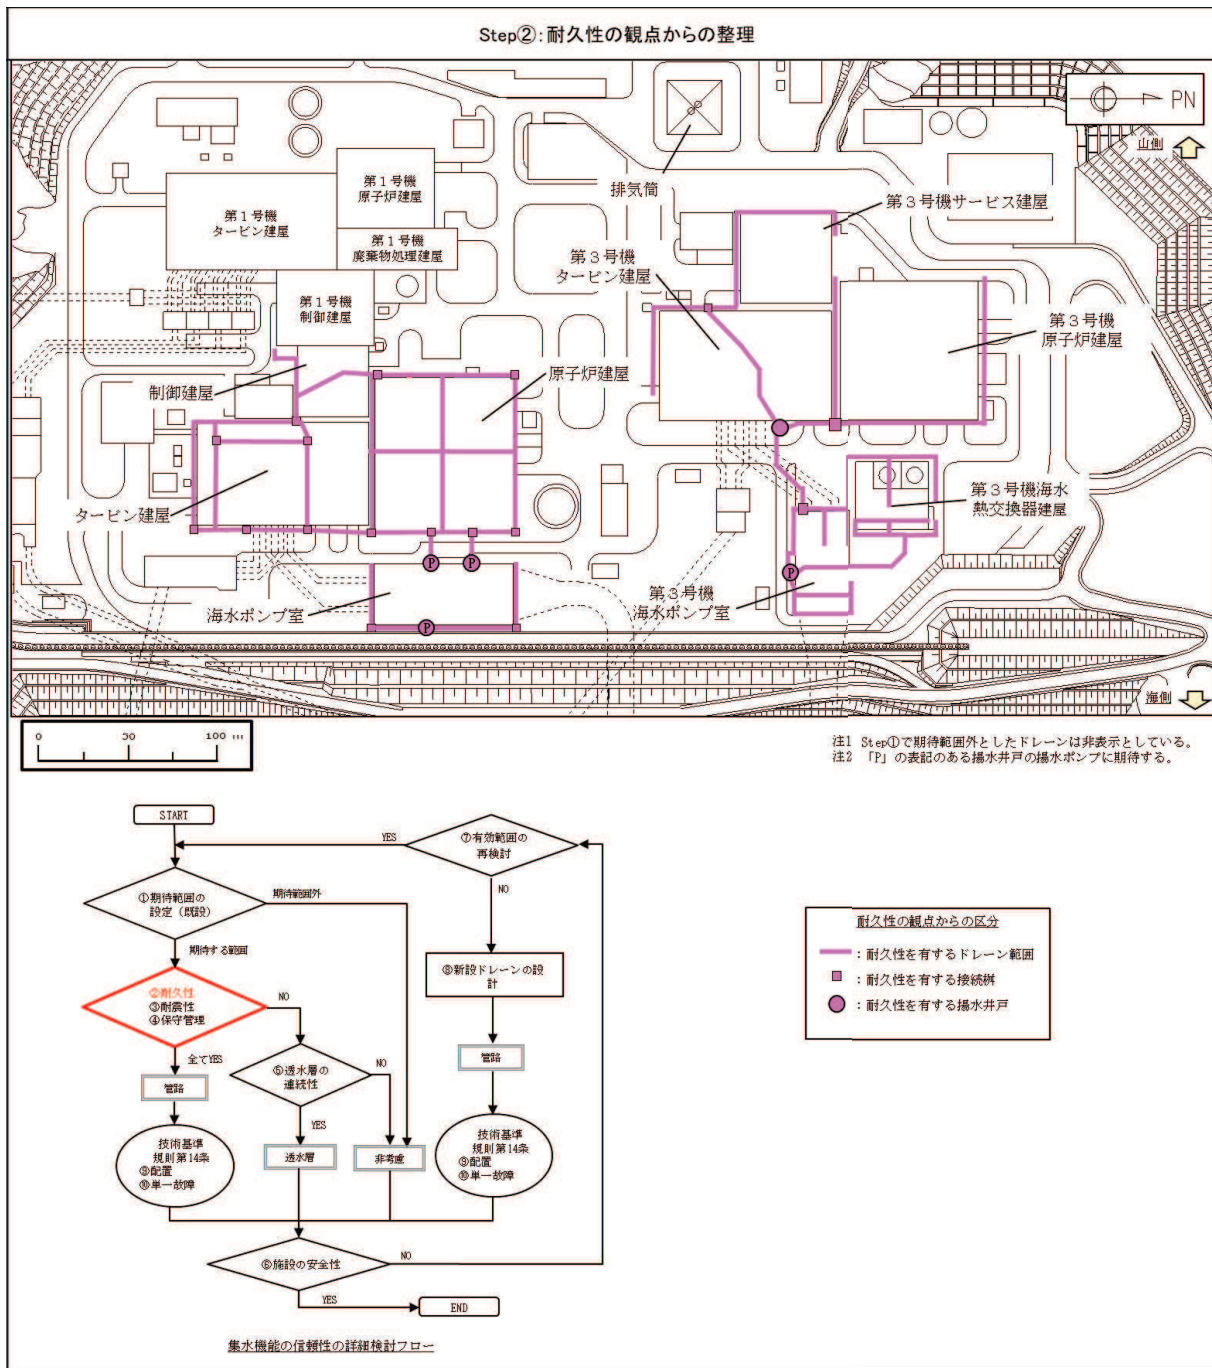 Step②：耐久性の観点からの整理
PN
山側
第１号機
原子炉建屋
第１号機
タービン建屋
第１号機
廃棄物処理建屋
第１号機
制御建屋
排気筒
第３号機サービス建屋
第３号機
タービン建屋
第３号機
原子炉建屋
制御建屋
原子炉建屋
タービン建屋
第３号機海水
熱交換器建屋
海水ポンプ室
第３号機
海水ポンプ室
P
P
P
P
海側
0 50 100 m
注1 Step①で期待範囲外としたドレーンは非表示としている。
注2 「P」の表記のある揚水井戸の揚水ポンプに期待する。
START
YES
⑦有効範囲の
再検討
NO
①期待範囲の
設定（既設）
期待範囲外
期待する範囲
②耐久性
③耐震性
④保守管理
NO
全てYES
⑧新設ドレーンの設
計
管路
⑤透水層の
連続性
NO
YES
管路
技術基準
規則第14条
⑨配置
⑩単一故障
透水層
非考慮
技術基準
規則第14条
⑨配置
⑩単一故障
⑥施設の安全性
NO
YES
END
集水機能の信頼性の詳細検討フロー
耐久性の観点からの区分
：耐久性を有するドレーン範囲
：耐久性を有する接続桝
：耐久性を有する揚水井戸